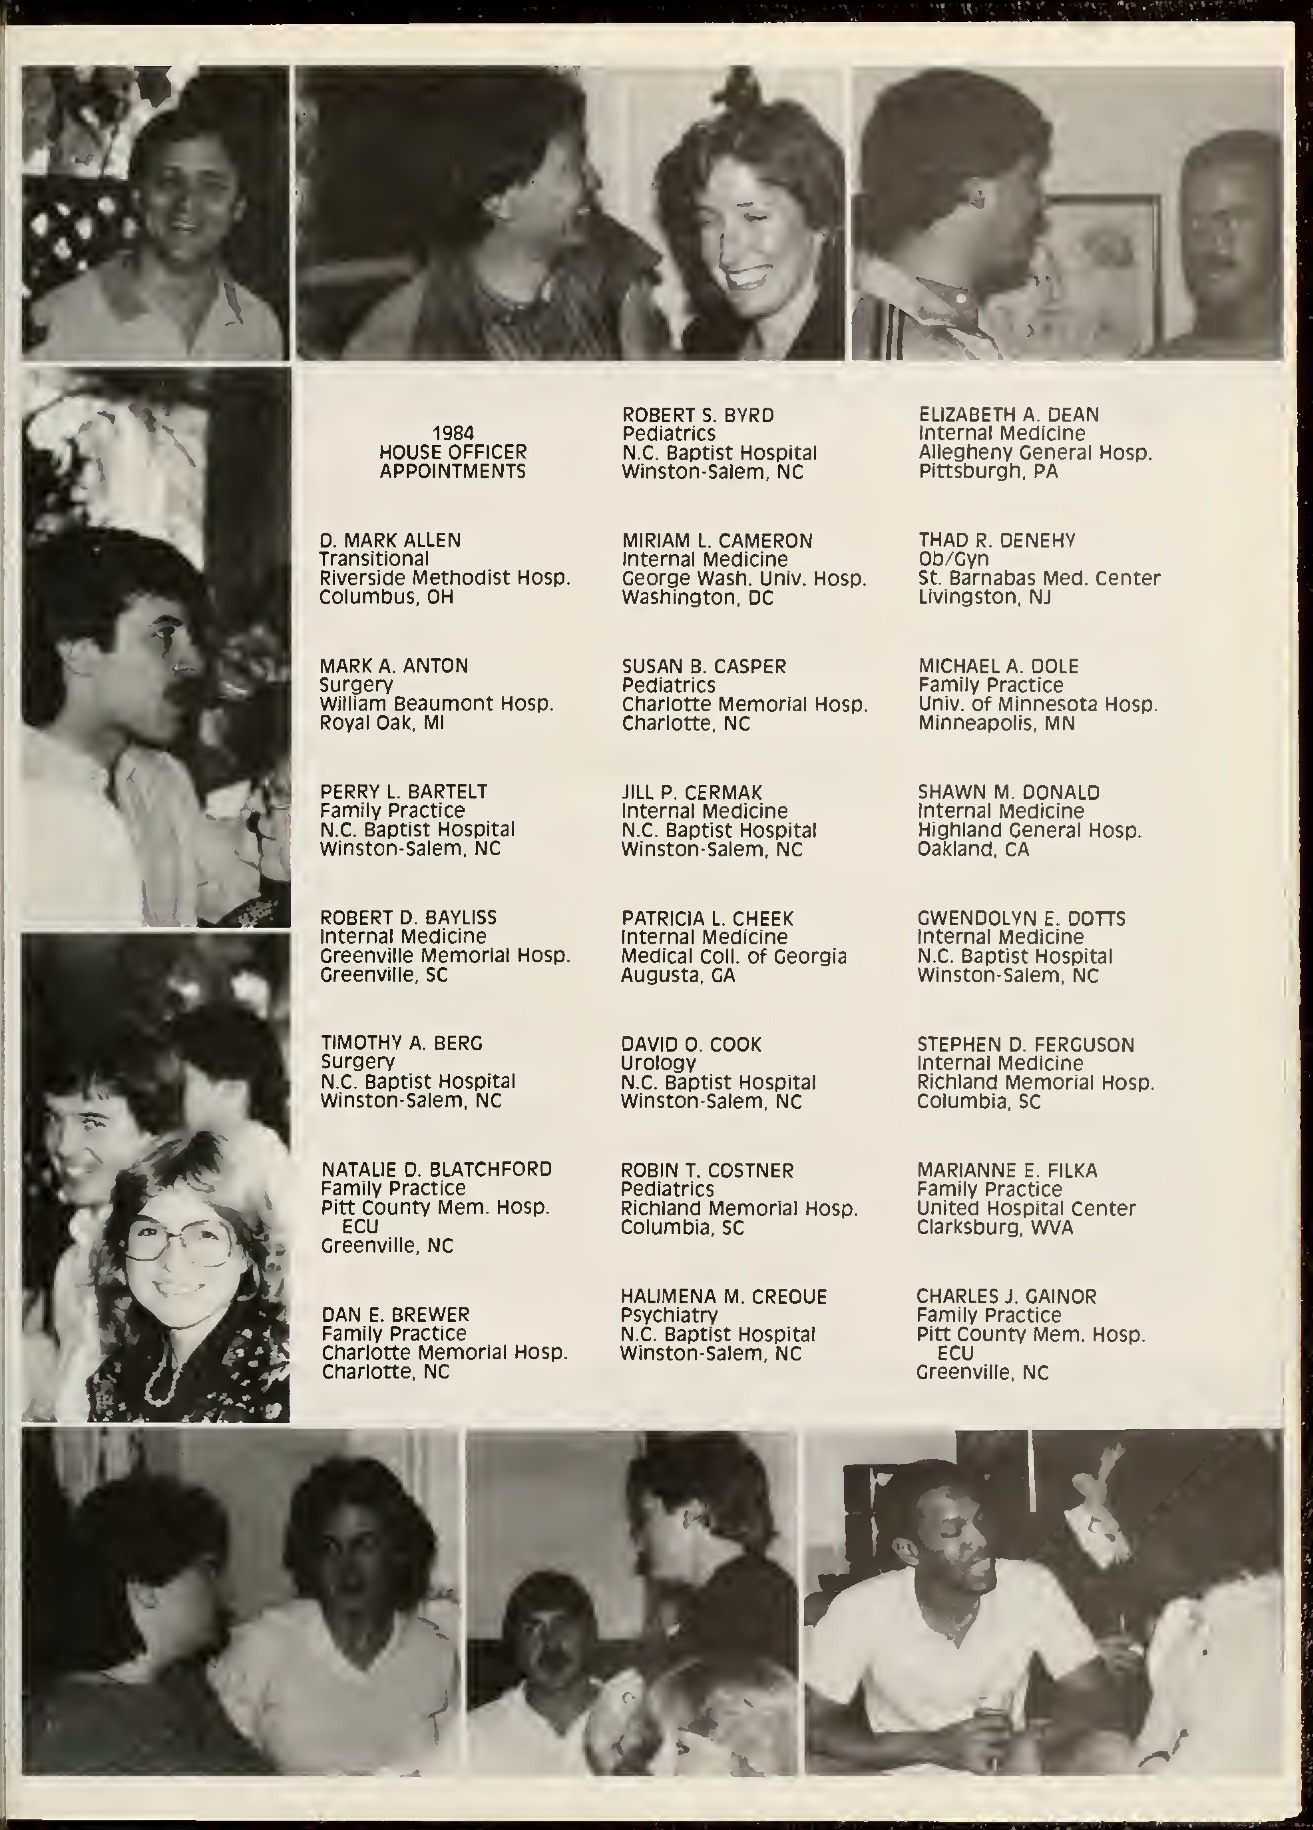 1984
HOUSE OFFICER
APPOINTMENTS
D. MARK ALLEN
Transitional
Riverside Methodist Hosp.
Columbus, OH
MARK A. ANTON
Surgery
William Beaumont Hosp.
Royal Oak, MI
PERRY L. BARTELT
Family Practice
N.C. Baptist Hospital
Winston-Salem, NC
ROBERT D. BAYLISS
Internal Medicine
Greenville Memorial Hosp.
Greenville, SC
TIMOTHY A. BERG
Surgery
N.C. Baptist Hospital
Winston-Salem, NC
NATALIE D. BLATCHFORD
Family Practice
Pitt County Mem. Hosp.
ECU
Greenville, NC
DAN E. BREWER
Family Practice
Charlotte Memorial Hosp.
Charlotte, NC
ROBERT S. BYRD
Pediatrics
N.C. Baptist Hospital
Winston-Salem, NC
MIRIAM L. CAMERON
Internal Medicine
George Wash. Univ. Hosp.
Washington, DC
SUSAN B. CASPER
Pediatrics
Charlotte Memorial Hosp.
Charlotte, NC
JILL P. CERMAK
Internal Medicine
N.C. Baptist Hospital
Winston-Salem, NC
PATRICIA L. CHEEK
Internal Medicine
Medical Coll. of Georgia
Augusta, GA
DAVID O. COOK
Urology
N.C. Baptist Hospital
Winston-Salem, NC
ROBIN T. COSTNER
Pediatrics
Richland Memorial Hosp.
Columbia, SC
HALIMENA M. CREQUE
Psychiatry
N.C. Baptist Hospital
Winston-Salem, NC
ELIZABETH A. DEAN
Internal Medicine
Allegheny General Hosp.
Pittsburgh, PA
THAD R. DENEHY
Ob/Gyn
St. Barnabas Med. Center
Livingston, NJ
MICHAEL A. DOLE
Family Practice
Univ. of Minnesota Hosp.
Minneapolis, MN
SHAWN M. DONALD
Internal Medicine
Highland General Hosp.
Oakland, CA
GWENDOLYN E. DOTTS
Internal Medicine
N.C. Baptist Hospital
Winston-Salem, NC
STEPHEN D. FERGUSON
Internal Medicine
Richland Memorial Hosp.
Columbia, SC
MARIANNE E. FILKA
Family Practice
United Hospital Center
Clarksburg, WVA
CHARLES J. GAINOR
Family Practice
Pitt County Mem. Hosp.
ECU
Greenville, NC